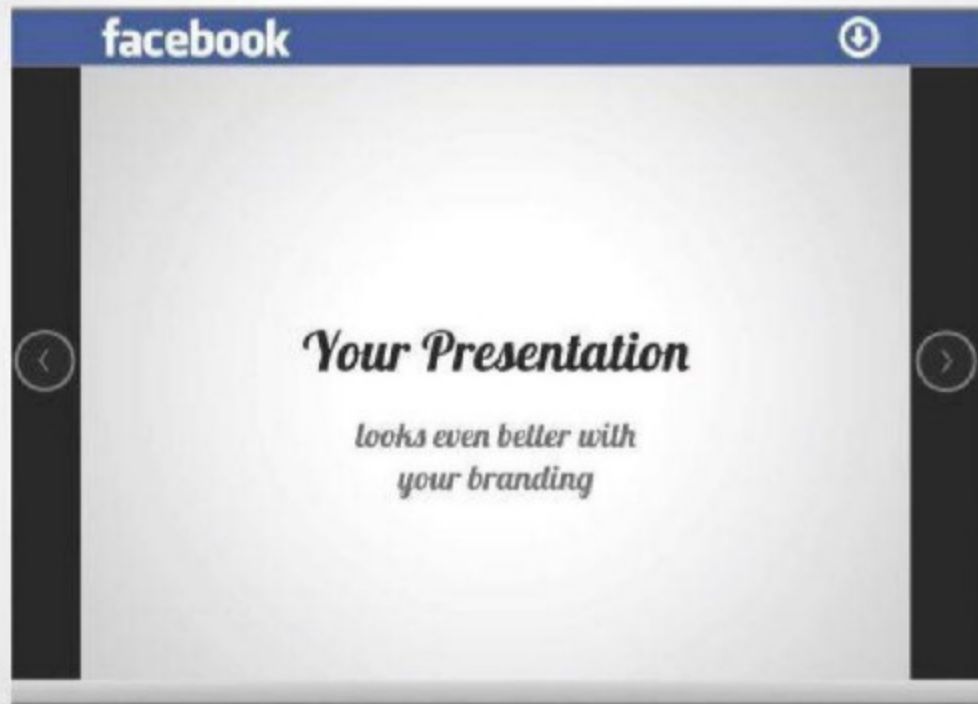 facebook
Your Presentation
looks even better with
your branding